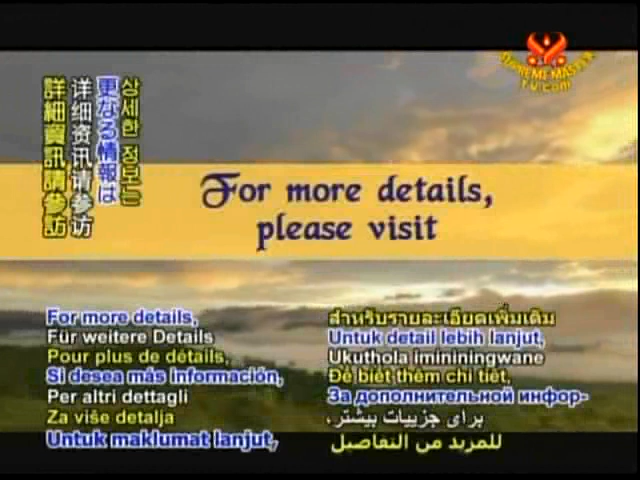 SUPREME MASTER
TV.com
상세한 정보는
更なる情報は
详细资讯请参访
詳細資訊請參訪
For more details,
please visit
For more details,
Für weitere Details
Pour plus de détails,
Si desea más información,
Per altri dettagli
Za više detalja
Untuk maklumat lanjut,
สำหรับรายละเอียดเพิ่มเติม
Untuk detail lebih lanjut,
Ukuthola imininingwane
Để biết thêm chi tiết,
За дополнительной инфор-
برای جزییات بیشتر،
للمزيد من التفاصيل